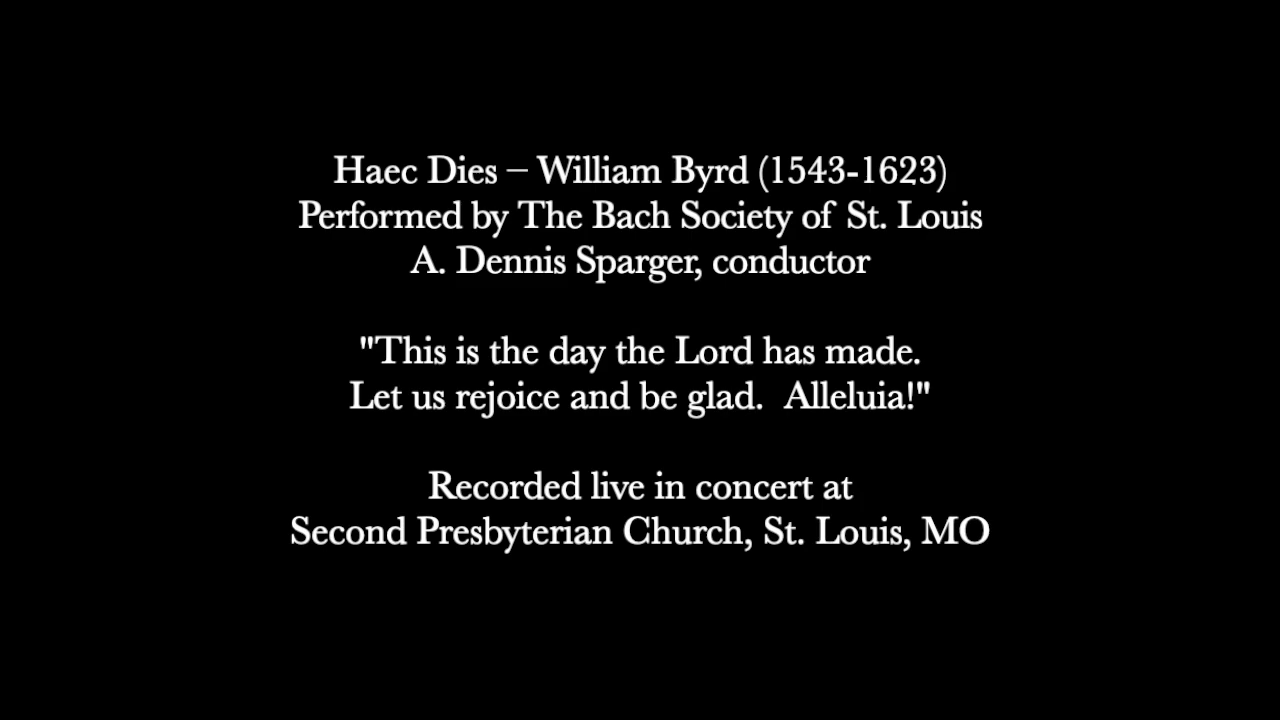 Haec Dies – William Byrd (1543-1623)
Performed by The Bach Society of St. Louis
A. Dennis Sparger, conductor
"This is the day the Lord has made.
Let us rejoice and be glad.  Alleluia!"
Recorded live in concert at
Second Presbyterian Church, St. Louis, MO